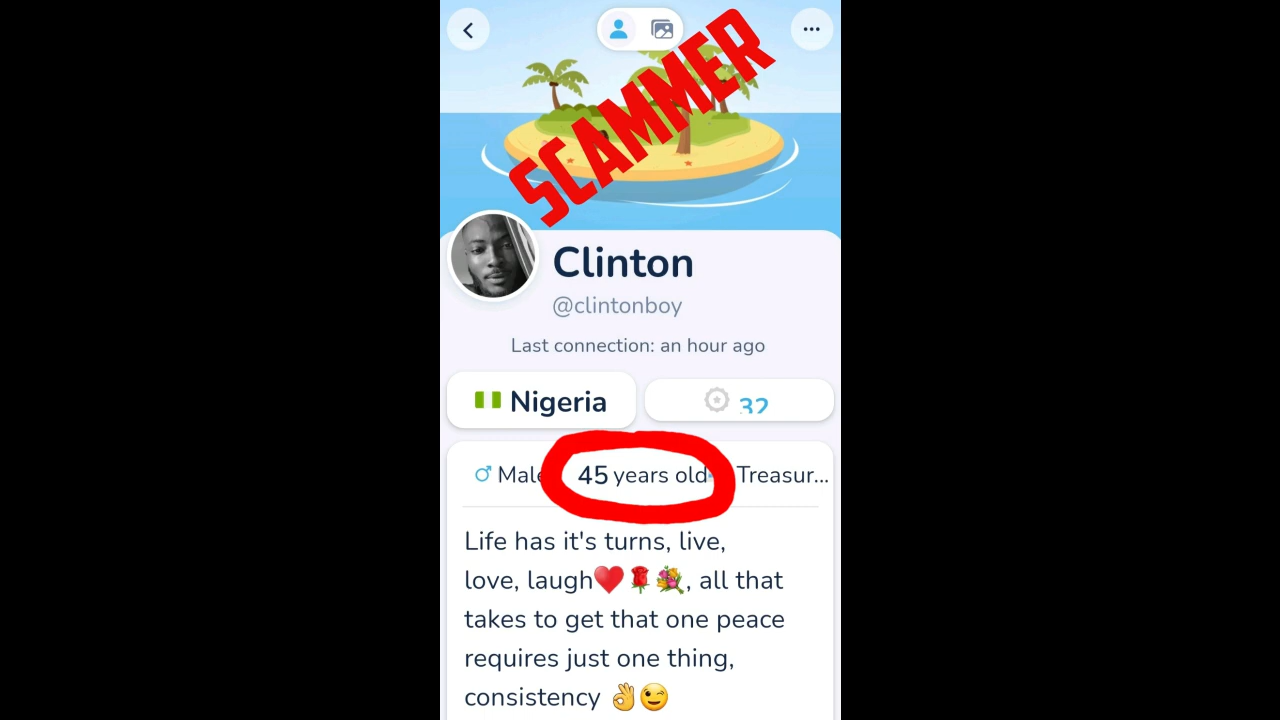 SCAMMER
Clinton
@clintonboy
Last connection: an hour ago
Nigeria
32
Male 45 years old Treasur...
Life has it's turns, live,
love, laugh❤️🌹💐, all that
takes to get that one peace
requires just one thing,
consistency 👌😉